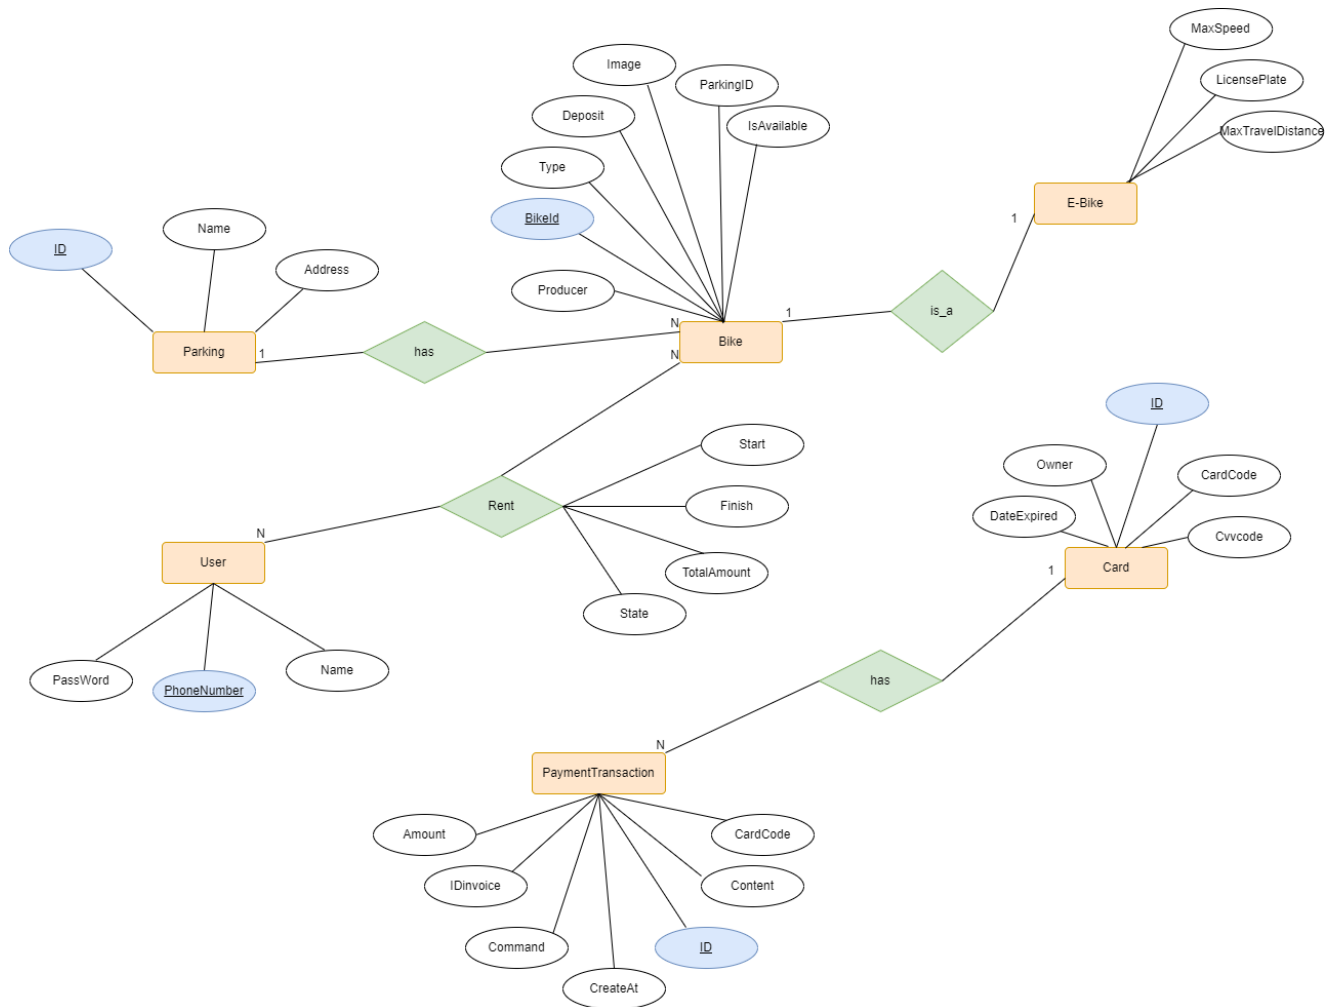 MaxSpeed
Image
ParkingID
LicensePlate
Deposit
IsAvailable
MaxTravelDistance
Type
E-Bike
BikeId
1
Name
ID
Address
Producer
is_a
1
N
Bike
Parking
1
has
N
ID
Start
Owner
CardCode
Rent
Finish
DateExpired
Cvvcode
N
User
TotalAmount
1
Card
State
PassWord
PhoneNumber
Name
has
N
PaymentTransaction
Amount
CardCode
IDinvoice
Content
Command
ID
CreateAt